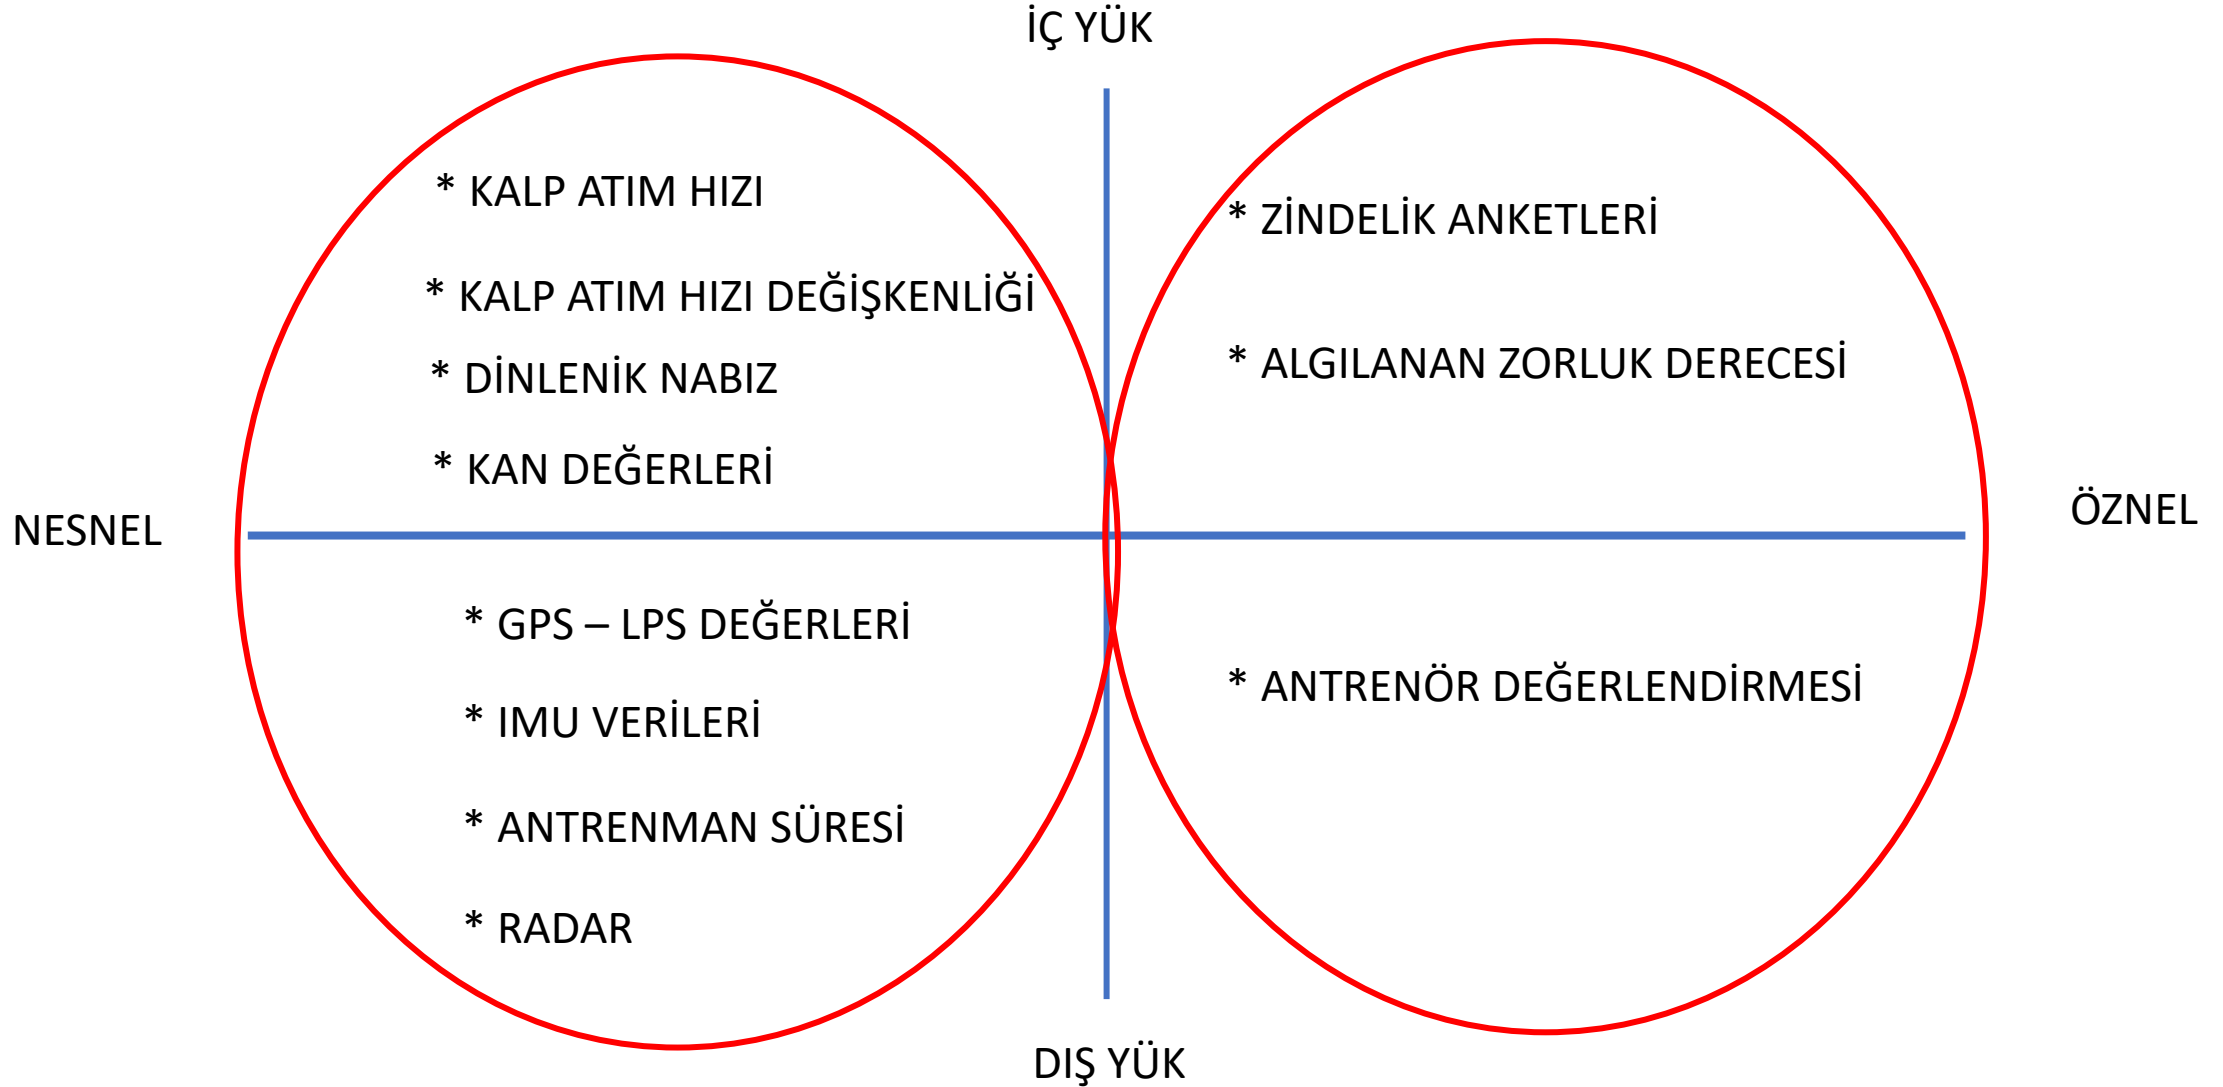 İÇ YÜK
* KALP ATIM HIZI
* KALP ATIM HIZI DEĞİŞKENLİĞİ
* DİNLENİK NABIZ
* KAN DEĞERLERİ
* ZİNDELİK ANKETLERİ
* ALGILANAN ZORLUK DERECESİ
NESNEL
ÖZNEL
* GPS – LPS DEĞERLERİ
* IMU VERİLERİ
* ANTRENMAN SÜRESİ
* RADAR
* ANTRENÖR DEĞERLENDİRMESİ
DIŞ YÜK